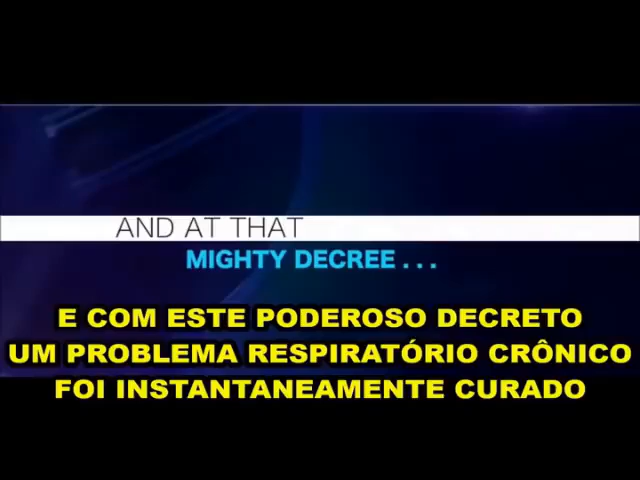 AND AT THAT
MIGHTY DECREE . . .
E COM ESTE PODEROSO DECRETO
UM PROBLEMA RESPIRATÓRIO CRÔNICO
FOI INSTANTANEAMENTE CURADO